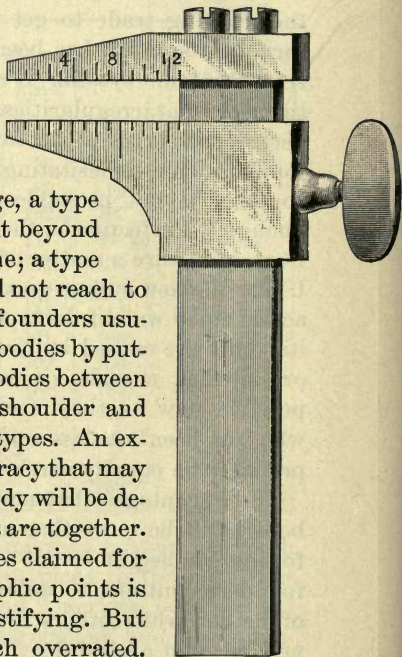 4 8 12
ge, a type
t beyond
ne; a type
l not reach to
founders usu-
bodies by put-
odies between
shoulder and
types. An ex-
racy that may
dy will be de-
s are together.
es claimed for
phic points is
stifying. But
ch overrated.